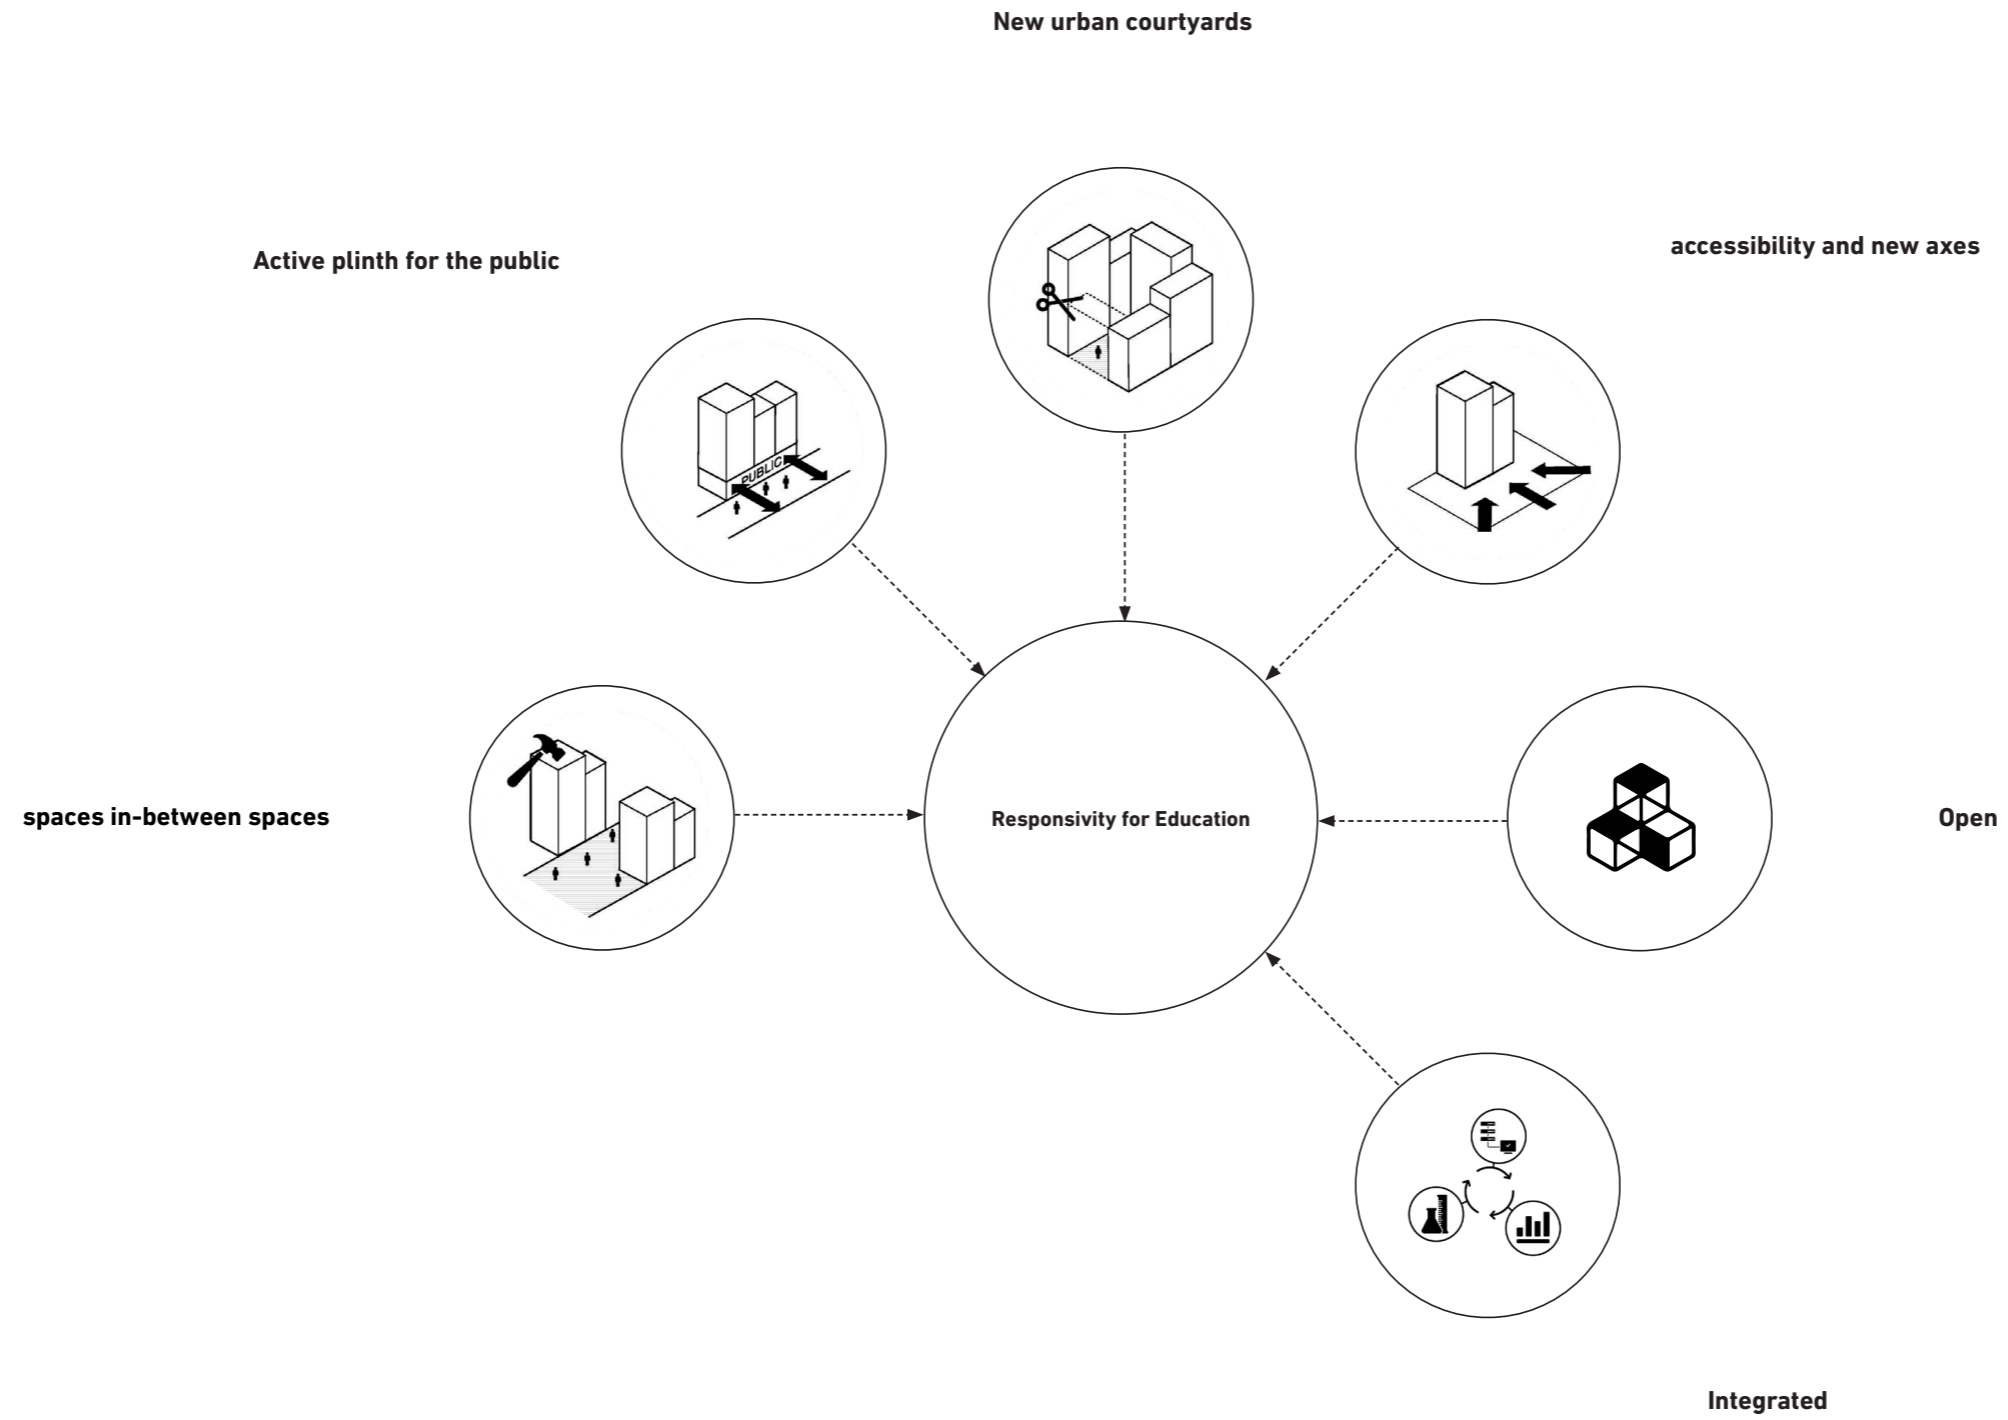 New urban courtyards
accessibility and new axes
Active plinth for the public
PUBLIC
spaces in-between spaces
Responsivity for Education
Open
Integrated